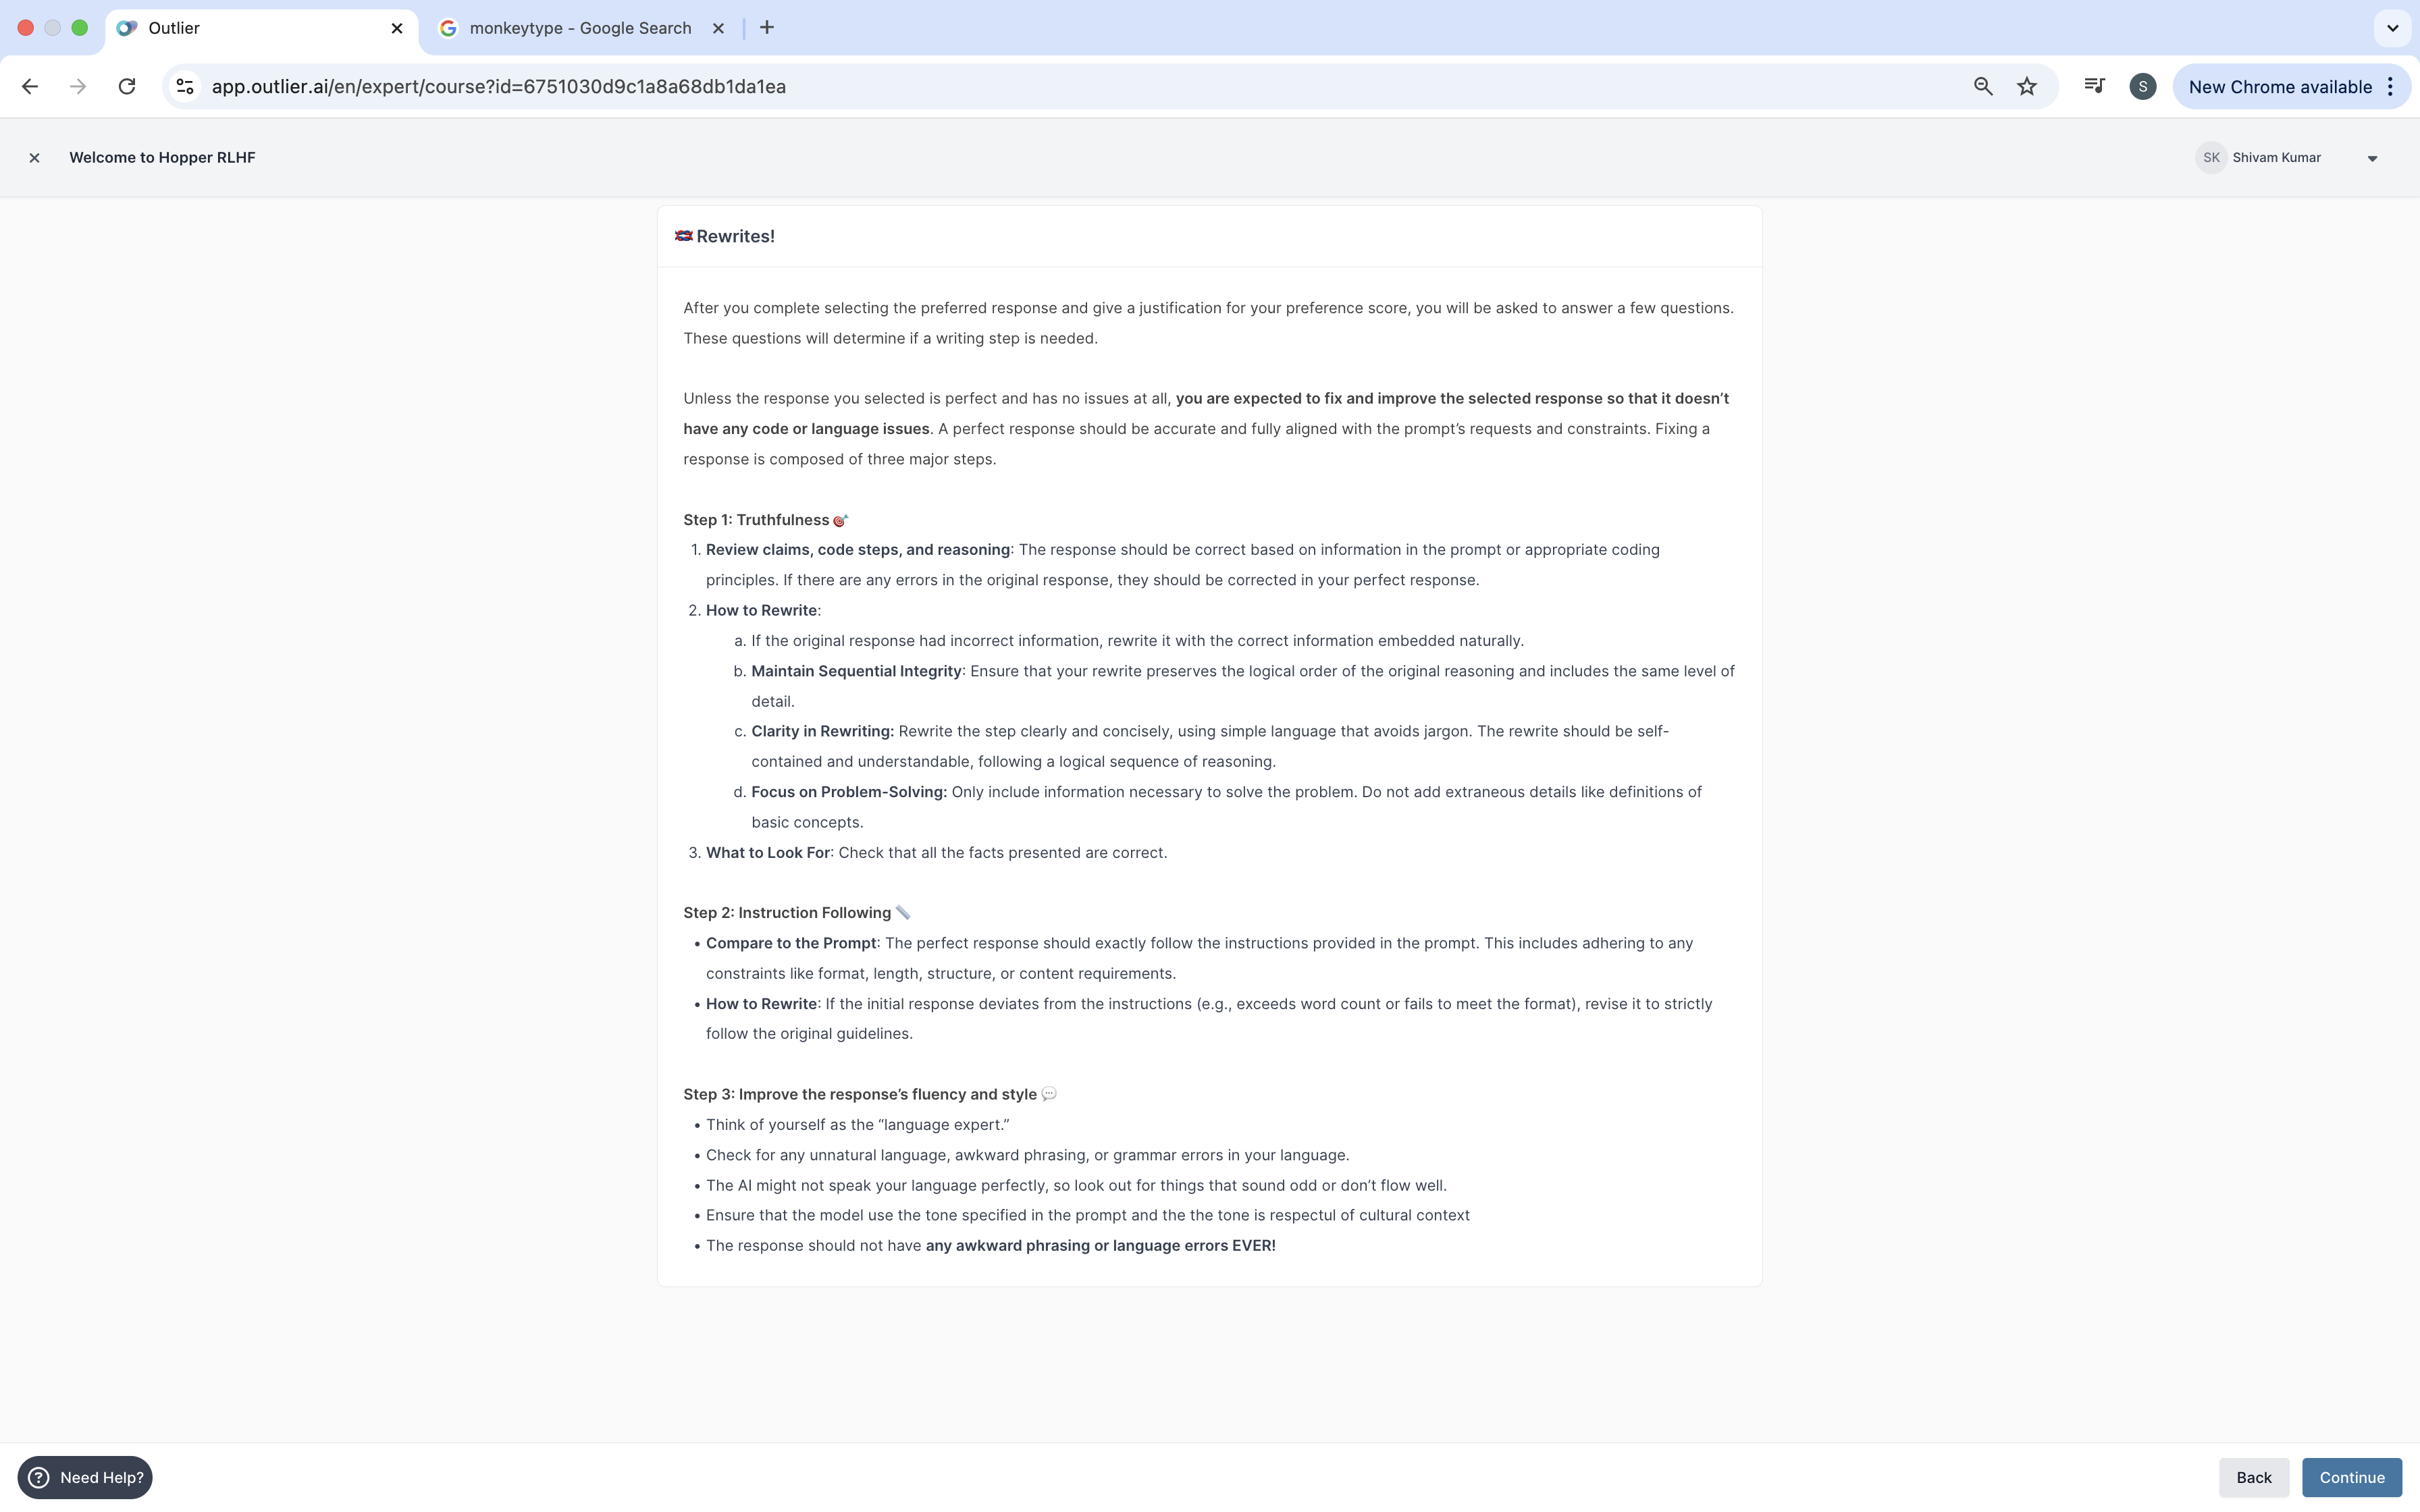 Outlier
monkeytype - Google Search
app.outlier.ai/en/expert/course?id=6751030d9c1a8a68db1da1ea
S
New Chrome available
Welcome to Hopper RLHF
SK Shivam Kumar
Rewrites!
After you complete selecting the preferred response and give a justification for your preference score, you will be asked to answer a few questions.
These questions will determine if a writing step is needed.
Unless the response you selected is perfect and has no issues at all, you are expected to fix and improve the selected response so that it doesn’t
have any code or language issues. A perfect response should be accurate and fully aligned with the prompt’s requests and constraints. Fixing a
response is composed of three major steps.
Step 1: Truthfulness
1. Review claims, code steps, and reasoning: The response should be correct based on information in the prompt or appropriate coding
principles. If there are any errors in the original response, they should be corrected in your perfect response.
2. How to Rewrite:
a. If the original response had incorrect information, rewrite it with the correct information embedded naturally.
b. Maintain Sequential Integrity: Ensure that your rewrite preserves the logical order of the original reasoning and includes the same level of
detail.
c. Clarity in Rewriting: Rewrite the step clearly and concisely, using simple language that avoids jargon. The rewrite should be self-
contained and understandable, following a logical sequence of reasoning.
d. Focus on Problem-Solving: Only include information necessary to solve the problem. Do not add extraneous details like definitions of
basic concepts.
3. What to Look For: Check that all the facts presented are correct.
Step 2: Instruction Following
• Compare to the Prompt: The perfect response should exactly follow the instructions provided in the prompt. This includes adhering to any
constraints like format, length, structure, or content requirements.
• How to Rewrite: If the initial response deviates from the instructions (e.g., exceeds word count or fails to meet the format), revise it to strictly
follow the original guidelines.
Step 3: Improve the response’s fluency and style
• Think of yourself as the “language expert.”
• Check for any unnatural language, awkward phrasing, or grammar errors in your language.
• The AI might not speak your language perfectly, so look out for things that sound odd or don’t flow well.
• Ensure that the model use the tone specified in the prompt and the the tone is respectul of cultural context
• The response should not have any awkward phrasing or language errors EVER!
Need Help?
Back
Continue